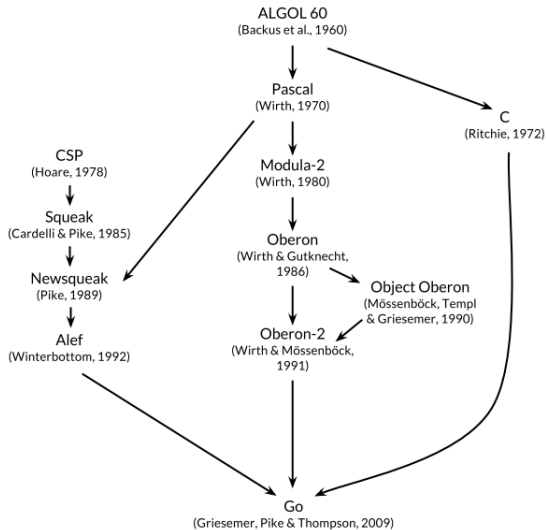 ALGOL 60
(Backus et al., 1960)
Pascal
(Wirth, 1970)
C
(Ritchie, 1972)
CSP
(Hoare, 1978)
Modula-2
(Wirth, 1980)
Squeak
(Cardelli & Pike, 1985)
Oberon
(Wirth & Gutknecht,
1986)
Newsqueak
(Pike, 1989)
Object Oberon
(Mössenböck, Templ
& Griesemer, 1990)
Alef
(Winterbottom, 1992)
Oberon-2
(Wirth & Mössenböck,
1991)
Go
(Griesemer, Pike & Thompson, 2009)